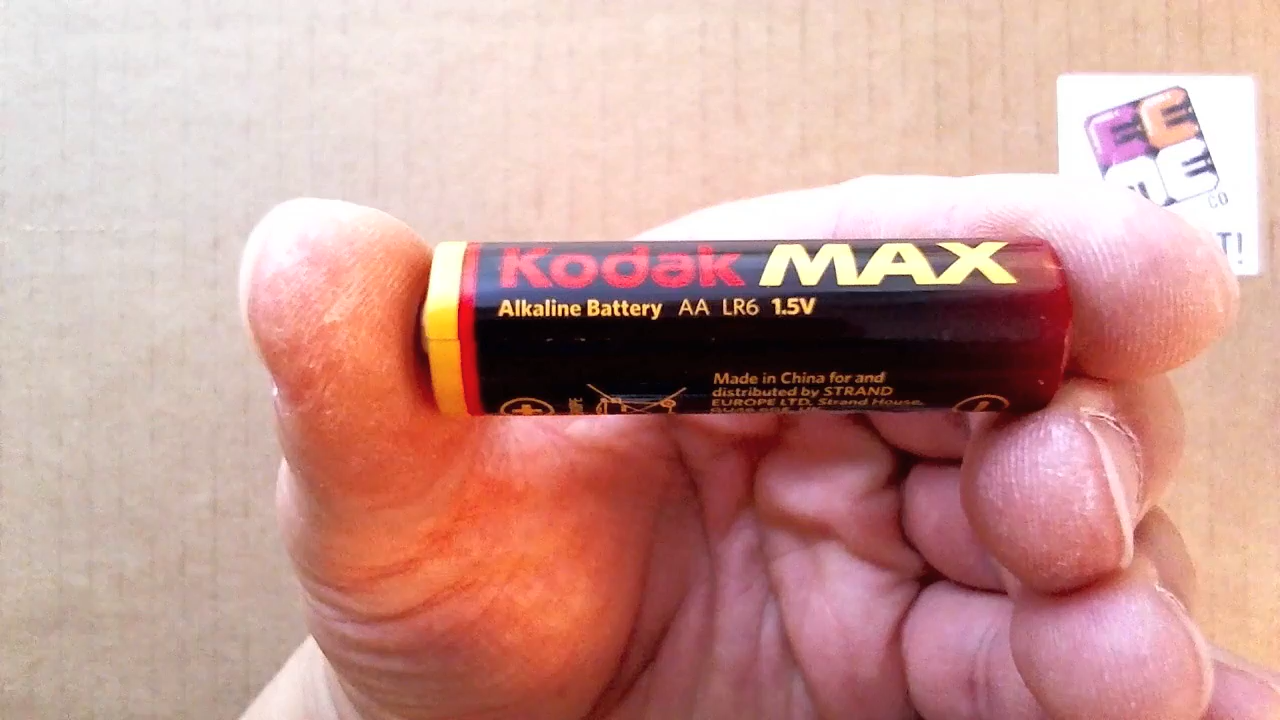 Kodak MAX
Alkaline Battery AA LR6 1.5V
Made in China for and
distributed by STRAND
EUROPE LTD, Strand House,
CO
T!